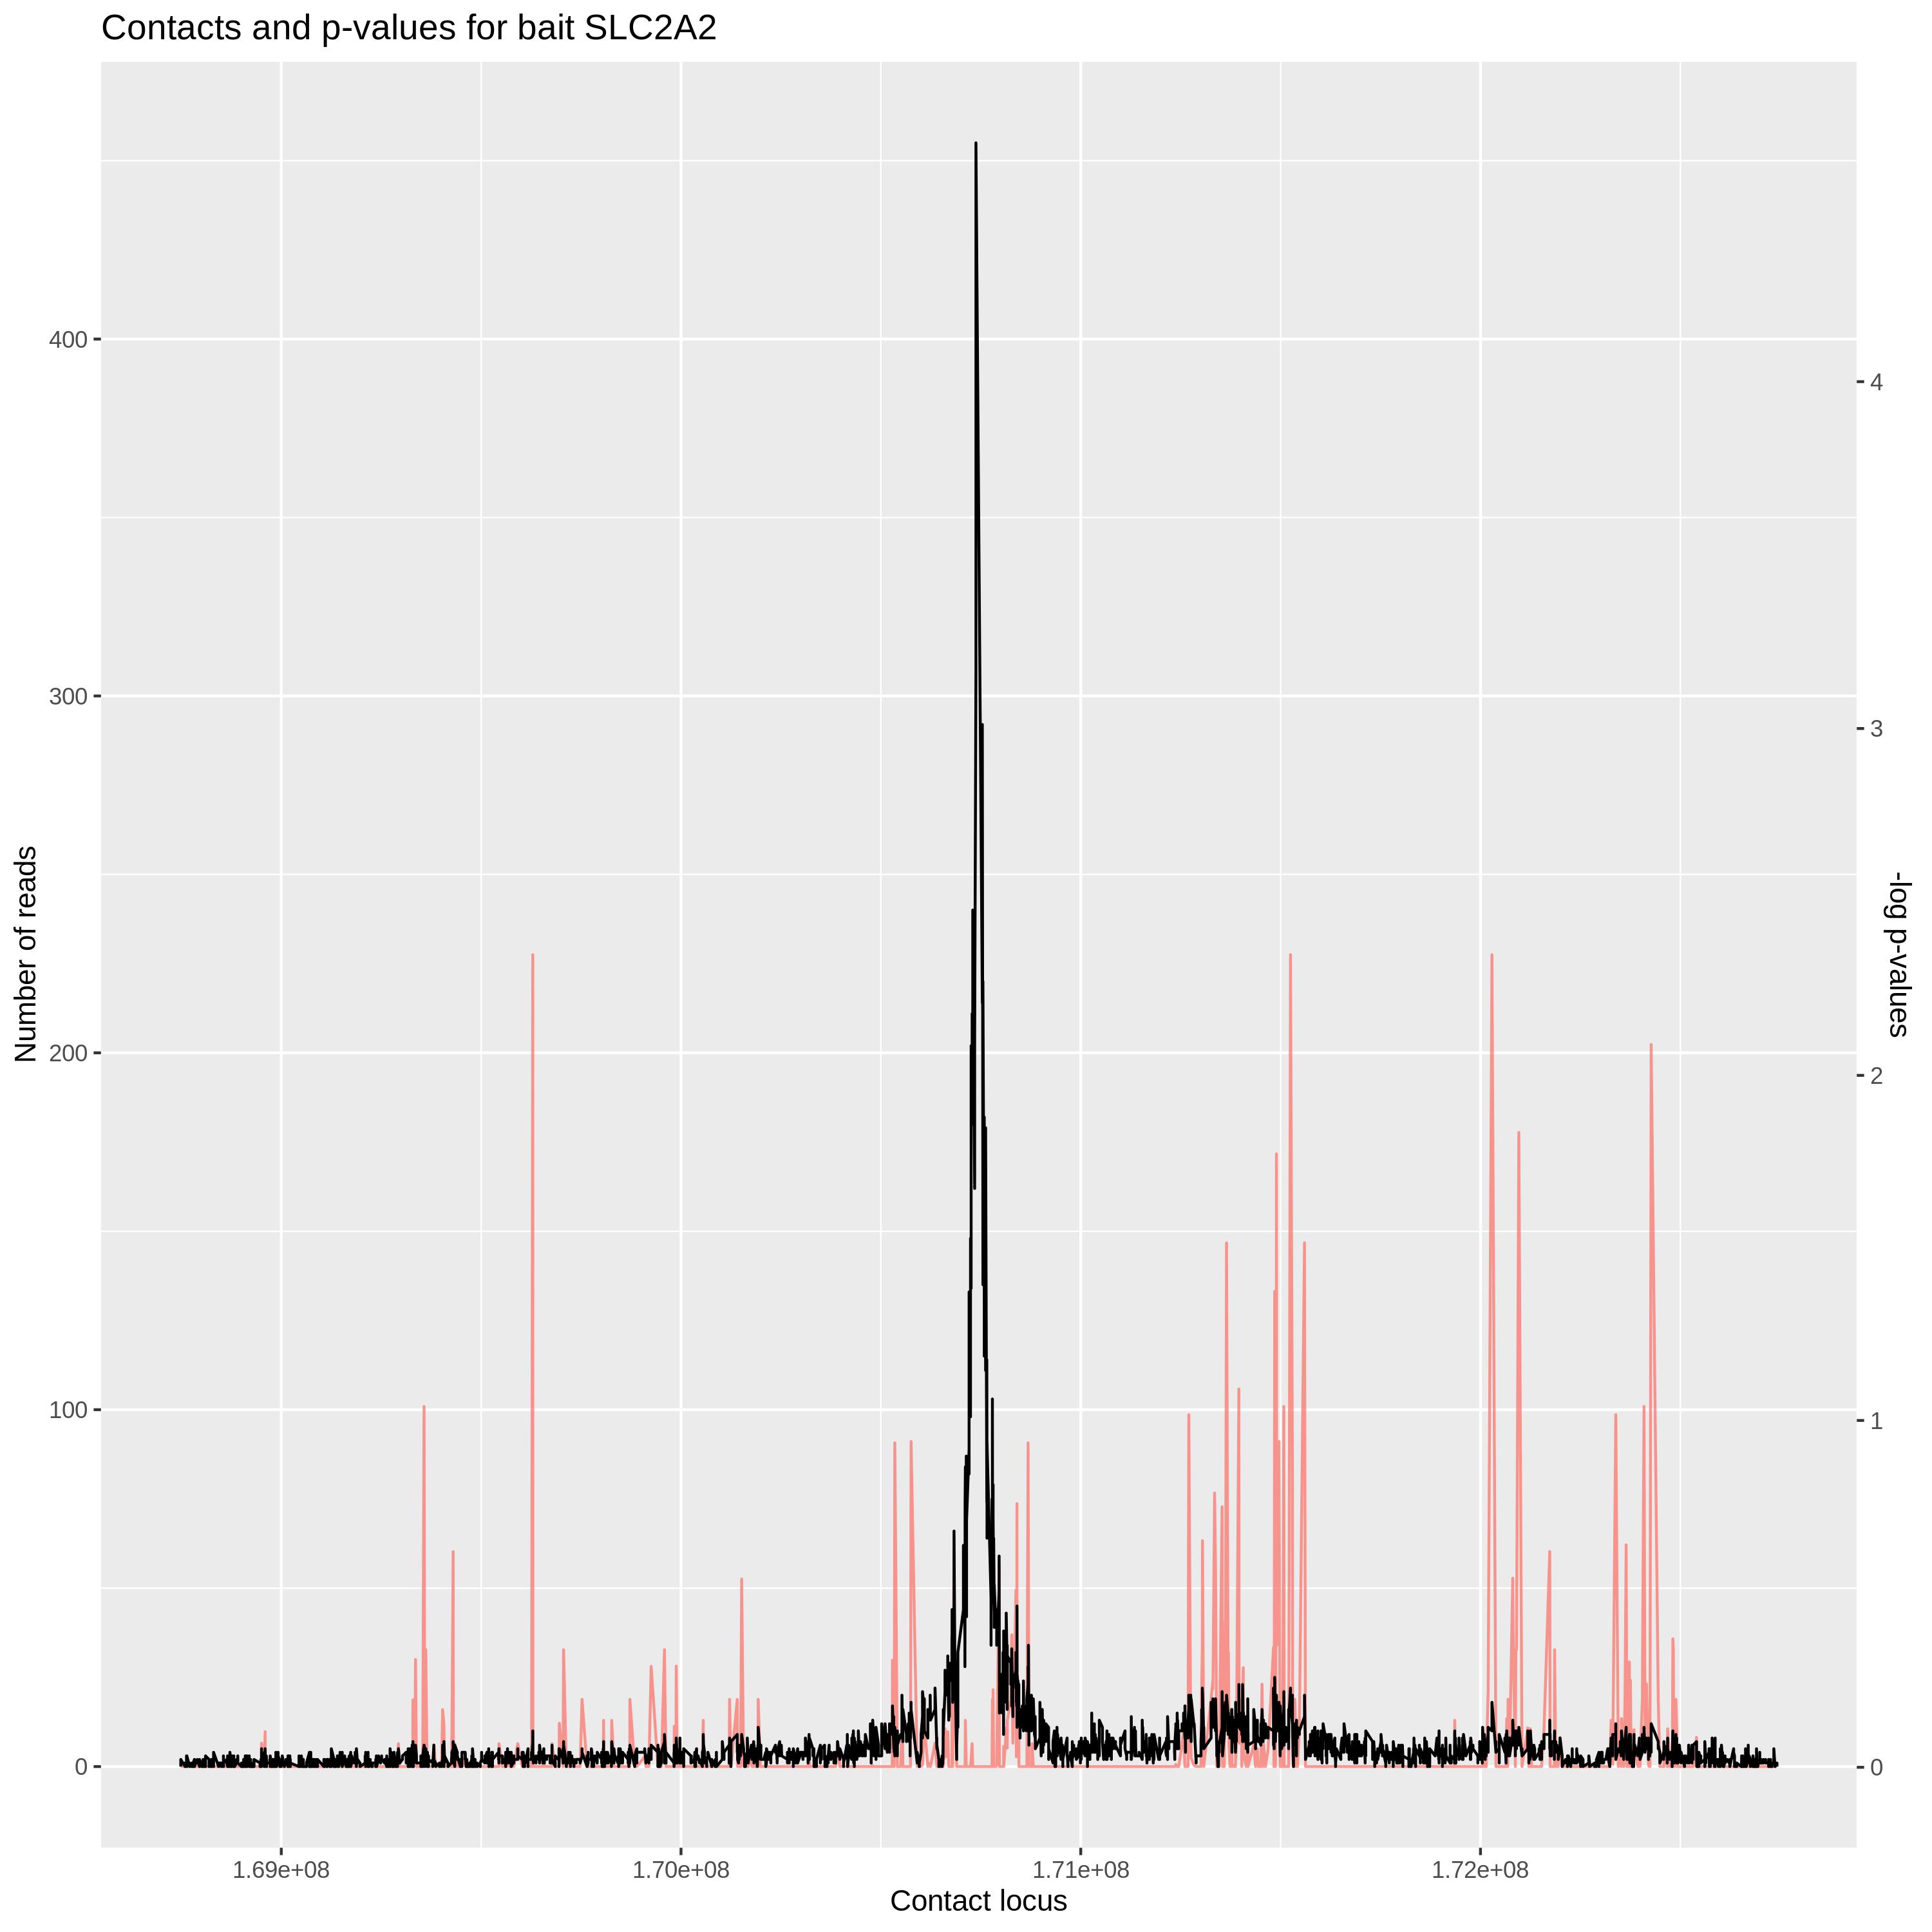 Contacts and p-values for bait SLC2A2
Number of reads
400
300
200
100
0
4
3
2
1
0
-log p-values
1.69e+08
1.70e+08
1.71e+08
1.72e+08
Contact locus